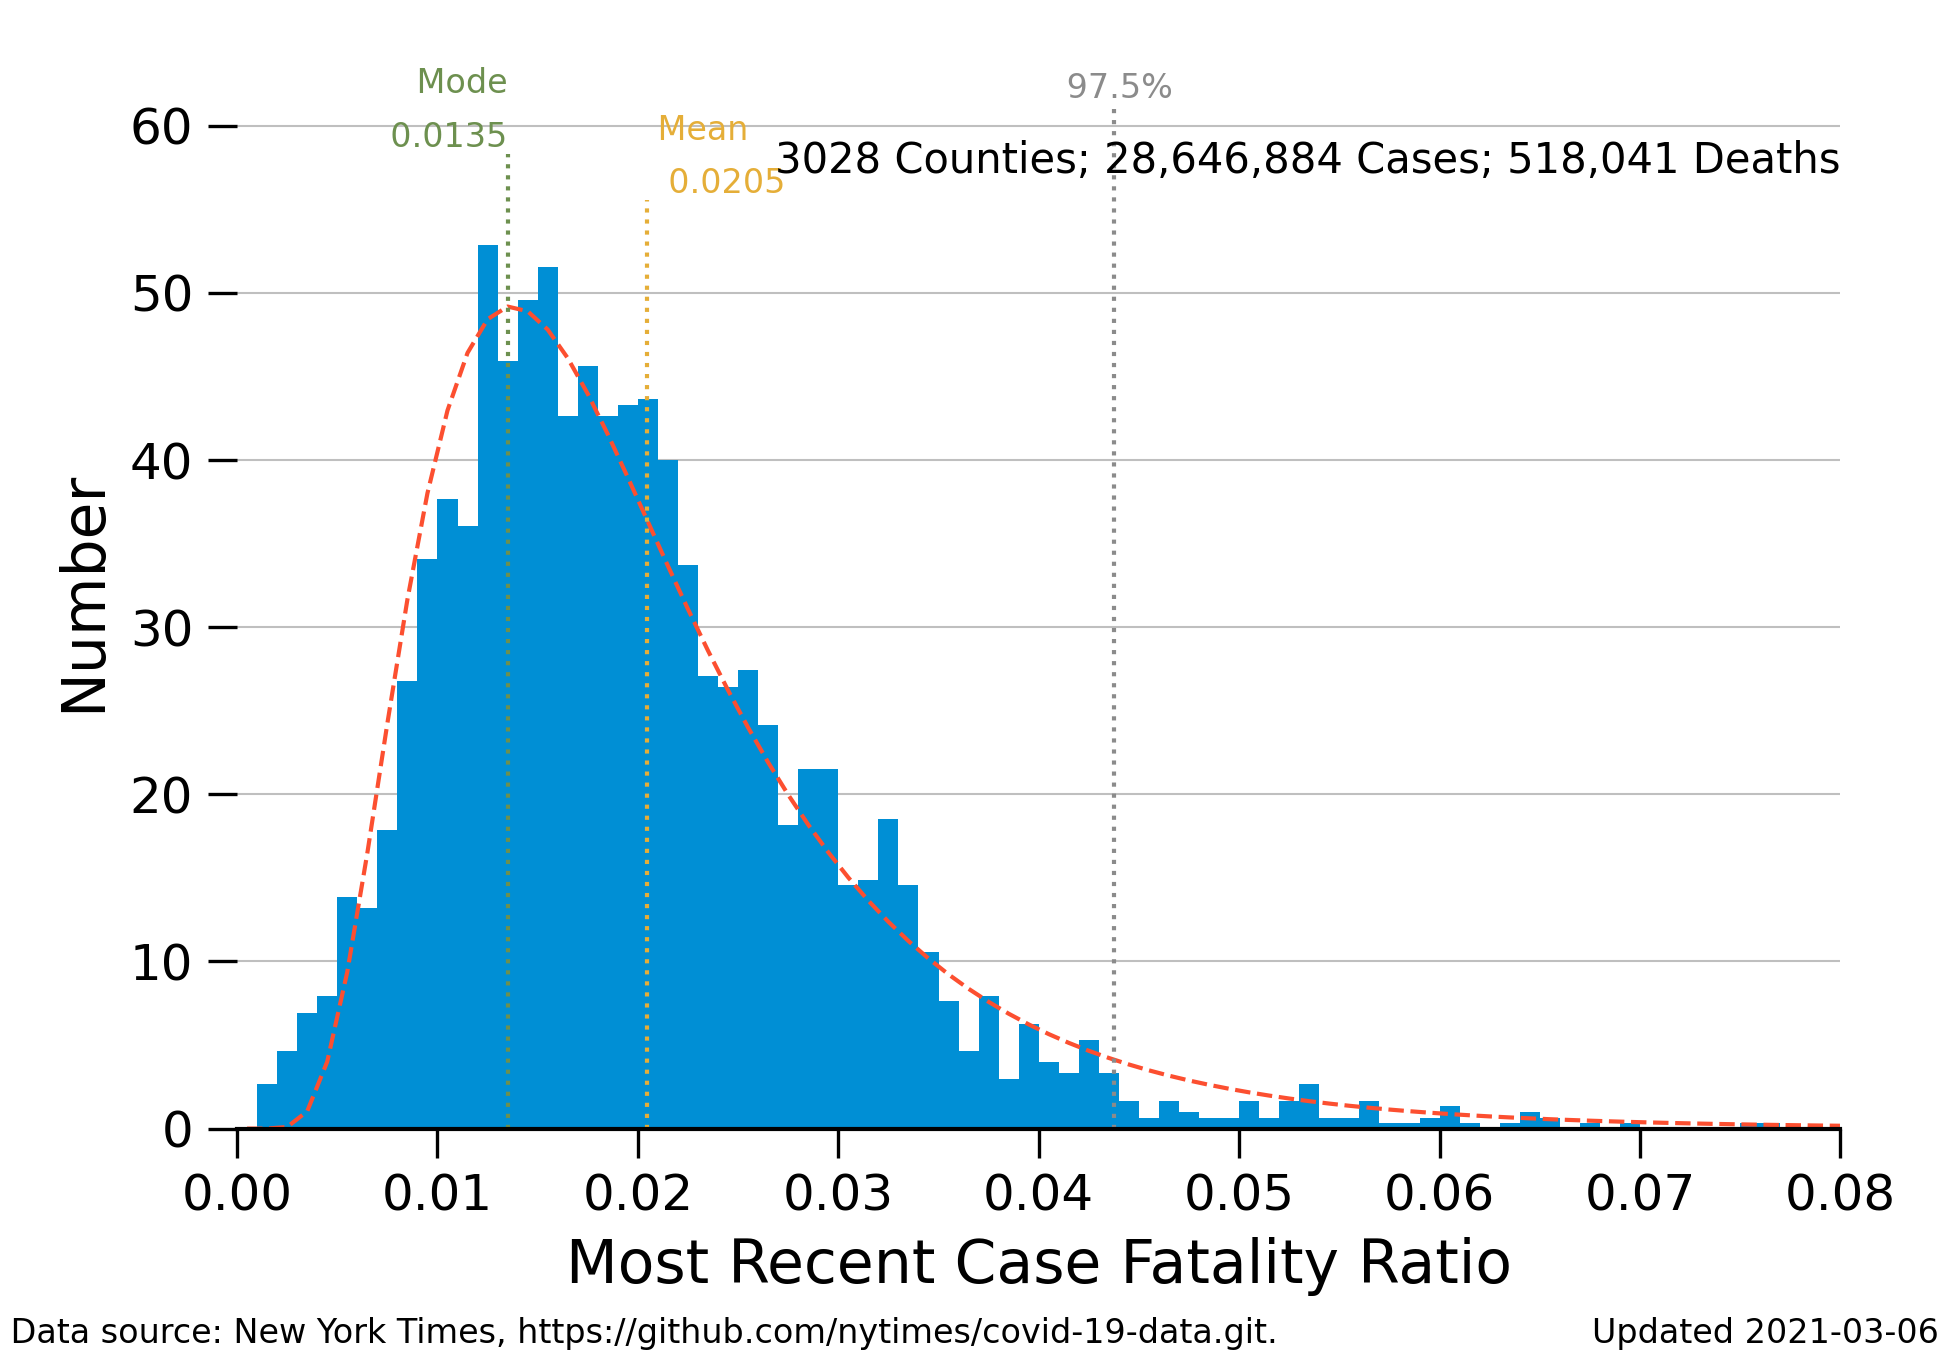 Mode
0.0135
97.5%
Mean
0.0205
3028 Counties; 28,646,884 Cases; 518,041 Deaths
60
50
40
30
20
10
0
Number
0.00 0.01 0.02 0.03 0.04 0.05 0.06 0.07 0.08
Most Recent Case Fatality Ratio
Data source: New York Times, https://github.com/nytimes/covid-19-data.git. Updated 2021-03-06